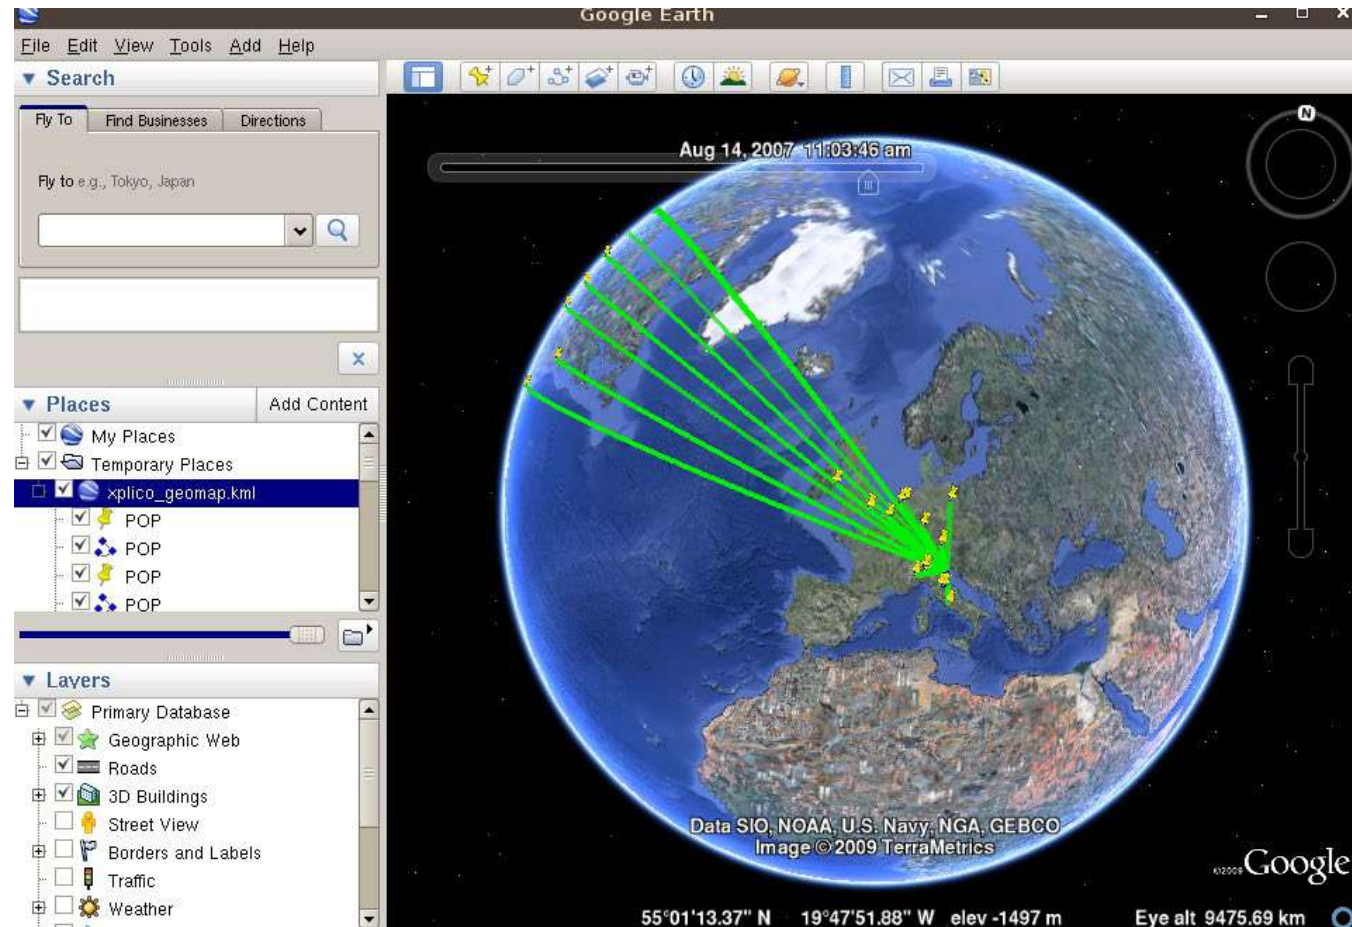 Google Earth
File Edit View Tools Add Help
Search
Fly To Find Businesses Directions
Fly to e.g., Tokyo, Japan
Places Add Content
My Places
Temporary Places
xplico_geomap.kml
POP
POP
POP
POP
Layers
Primary Database
Geographic Web
Roads
3D Buildings
Street View
Borders and Labels
Traffic
Weather
Aug 14, 2007 11:03:46 am
N
Data SIO, NOAA, U.S. Navy, NGA, GEBCO
Image © 2009 TerraMetrics
©2009 Google
55°01'13.37" N 19°47'51.88" W elev -1497 m Eye alt 9475.69 km